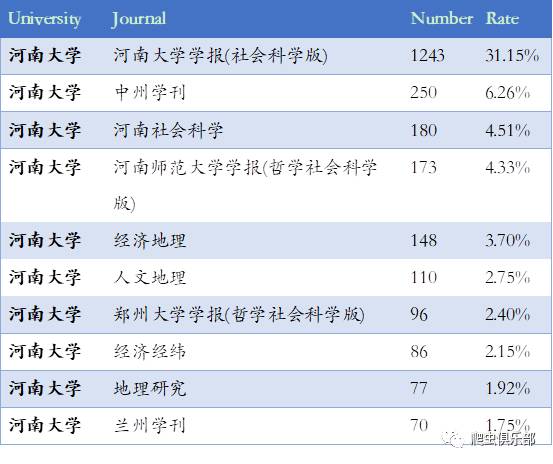 University Journal Number Rate
河南大学 河南大学学报(社会科学版) 1243 31.15%
河南大学 中州学刊 250 6.26%
河南大学 河南社会科学 180 4.51%
河南大学 河南师范大学学报(哲学社会科学 173 4.33%
版)
河南大学 经济地理 148 3.70%
河南大学 人文地理 110 2.75%
河南大学 郑州大学学报(哲学社会科学版) 96 2.40%
河南大学 经济经纬 86 2.15%
河南大学 地理研究 77 1.92%
河南大学 兰州学刊 70 1.75%
爬虫俱乐部